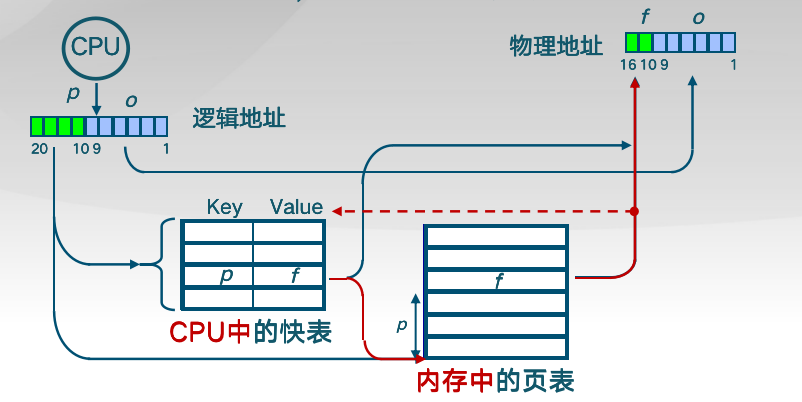 CPU
p o
20 10 9 1
逻辑地址
f o
物理地址
16 10 9 1
Key Value
p f
CPU中的快表
f
p
内存中的页表